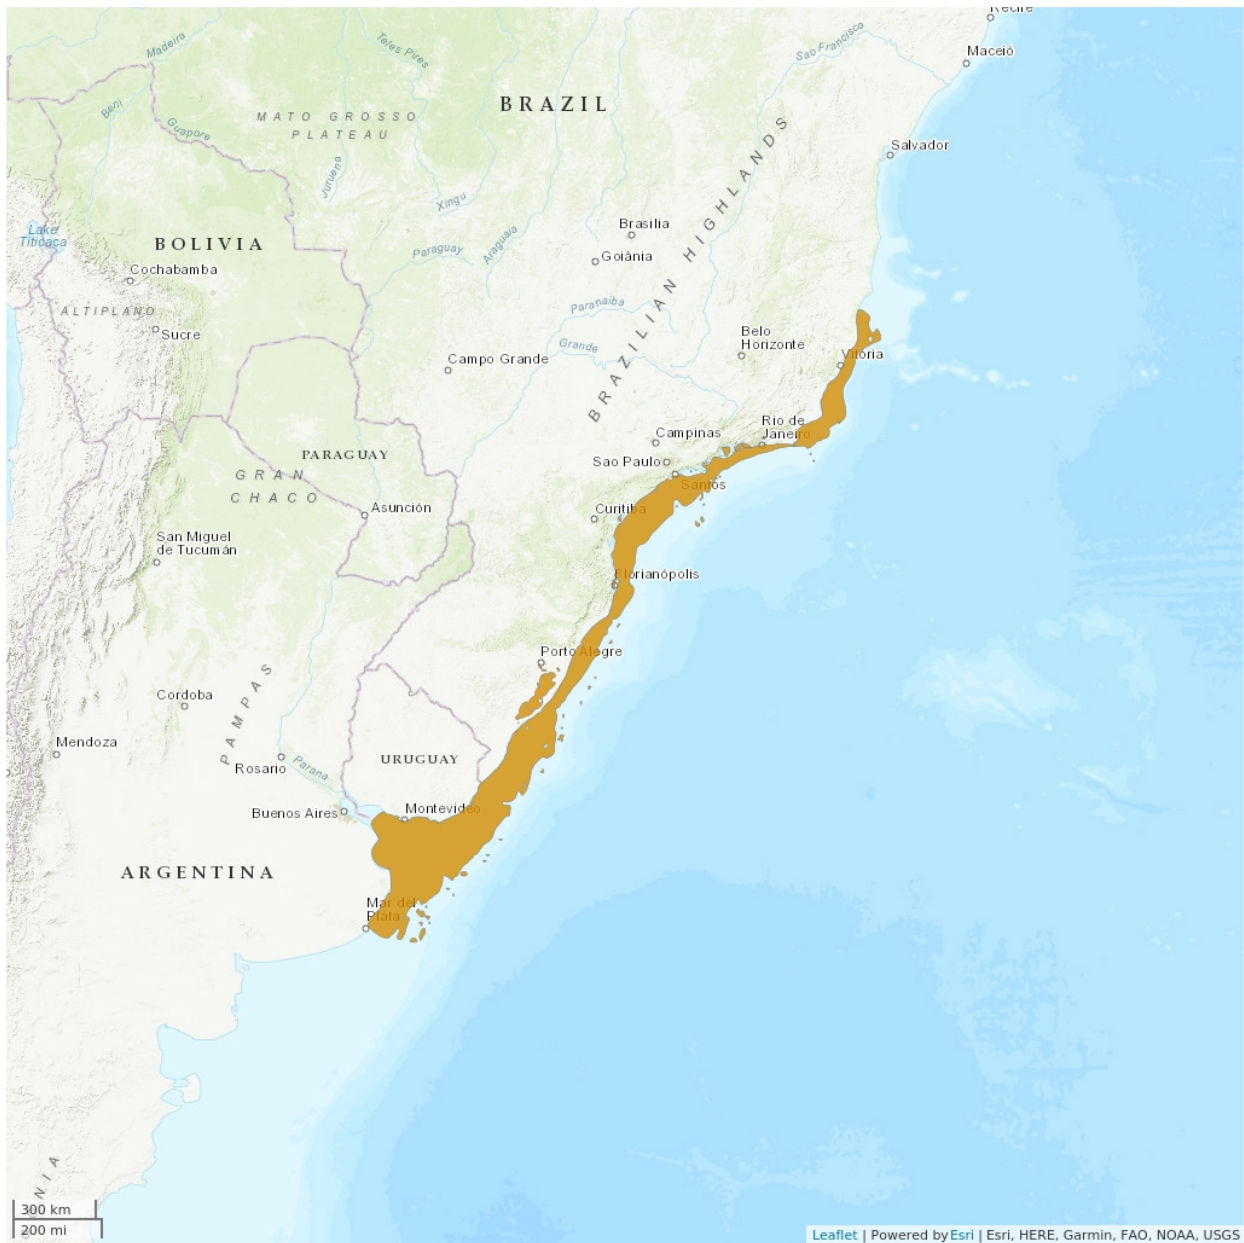 Recife
Maceió
Sao Francisco
Madeira
Teles Pires
BRAZIL
Beni
MATO GROSSO
PLATEAU
Guapore
Salvador
Juruena
Xingu
BRAZILIAN HIGHLANDS
Brasilia
Lake
Titicaca
BOLIVIA
Paraguay
Araguaia
Goiânia
Cochabamba
ALTIPLANO
Paranaiba
Sucre
Belo
Horizonte
Grande
Vitória
Campo Grande
Rio de
Janeiro
Campinas
PARAGUAY
Sao Paulo
GRAN
CHACO
Santos
Asunción
Curitiba
San Miguel
de Tucumán
Florianópolis
Porto Alegre
PAMPAS
Cordoba
Mendoza
URUGUAY
Rosario
Parana
Montevideo
Buenos Aires
ARGENTINA
Mar del
Plata
300 km
200 mi
Leaflet | Powered by Esri | Esri, HERE, Garmin, FAO, NOAA, USGS